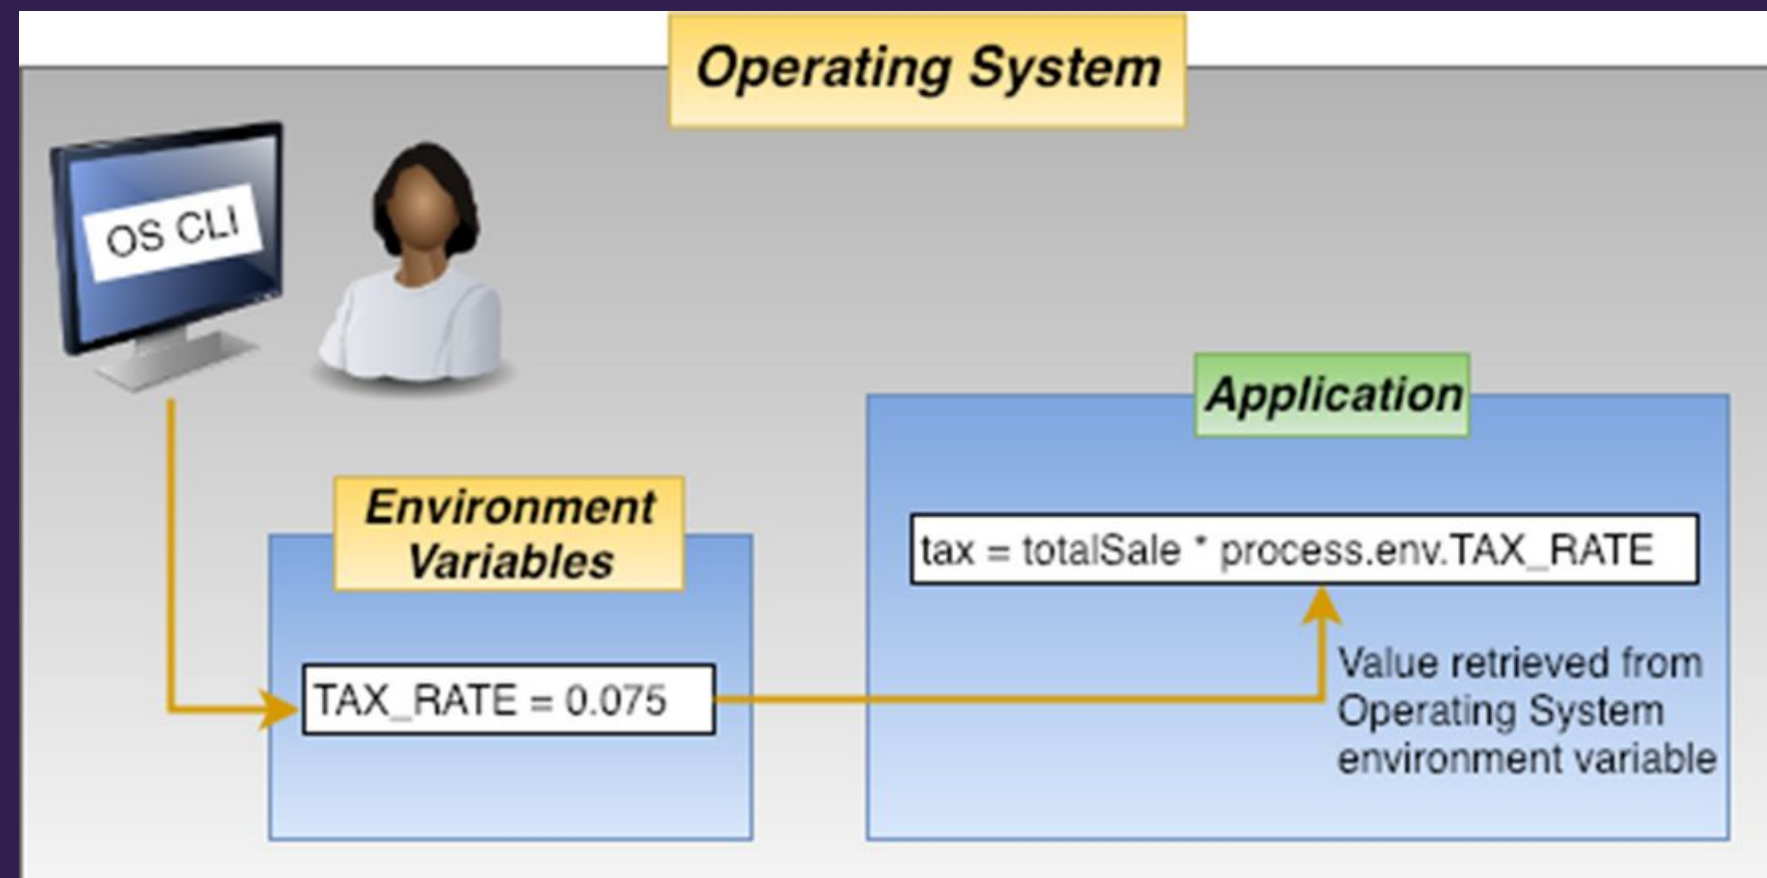 Operating System
OS CLI
Application
Environment
Variables
tax = totalSale * process.env.TAX_RATE
TAX_RATE = 0.075
Value retrieved from
Operating System
environment variable